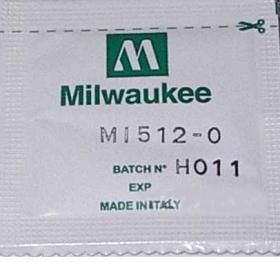 M
Milwaukee
MI512-0
BATCH N° H011
EXP
MADE IN ITALY